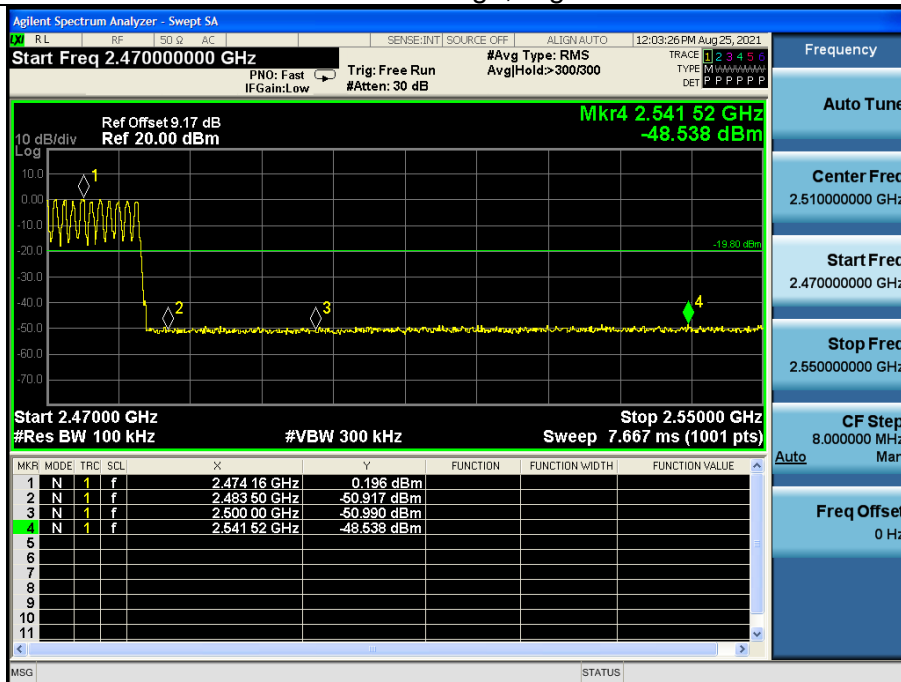 Agilent Spectrum Analyzer - Swept SA
LXI RL RF 50 Ω AC SENSE:INT SOURCE OFF ALIGN AUTO 12:03:26 PM Aug 25, 2021
Start Freq 2.470000000 GHz
PNO: Fast
IFGain:Low
Trig: Free Run
#Atten: 30 dB
#Avg Type: RMS
Avg|Hold:>300/300
TRACE 1 2 3 4 5 6
TYPE M
DET P P P P P P
Mkr4 2.541 52 GHz
-48.538 dBm
Ref Offset 9.17 dB
10 dB/div Ref 20.00 dBm
Log
10.0
0.00
-10.0
-20.0
-30.0
-40.0
-50.0
-60.0
-70.0
1
2
3
4
-19.80 dBm
Start 2.47000 GHz Stop 2.55000 GHz
#Res BW 100 kHz #VBW 300 kHz Sweep 7.667 ms (1001 pts)
MKR MODE TRC SCL X Y FUNCTION FUNCTION WIDTH FUNCTION VALUE
1 N 1 f 2.474 16 GHz 0.196 dBm
2 N 1 f 2.483 50 GHz -50.917 dBm
3 N 1 f 2.500 00 GHz -50.990 dBm
4 N 1 f 2.541 52 GHz -48.538 dBm
5
6
7
8
9
10
11
MSG STATUS
Frequency
Auto Tune
Center Freq
2.510000000 GHz
Start Freq
2.470000000 GHz
Stop Freq
2.550000000 GHz
CF Step
8.000000 MHz
Auto Man
Freq Offset
0 Hz